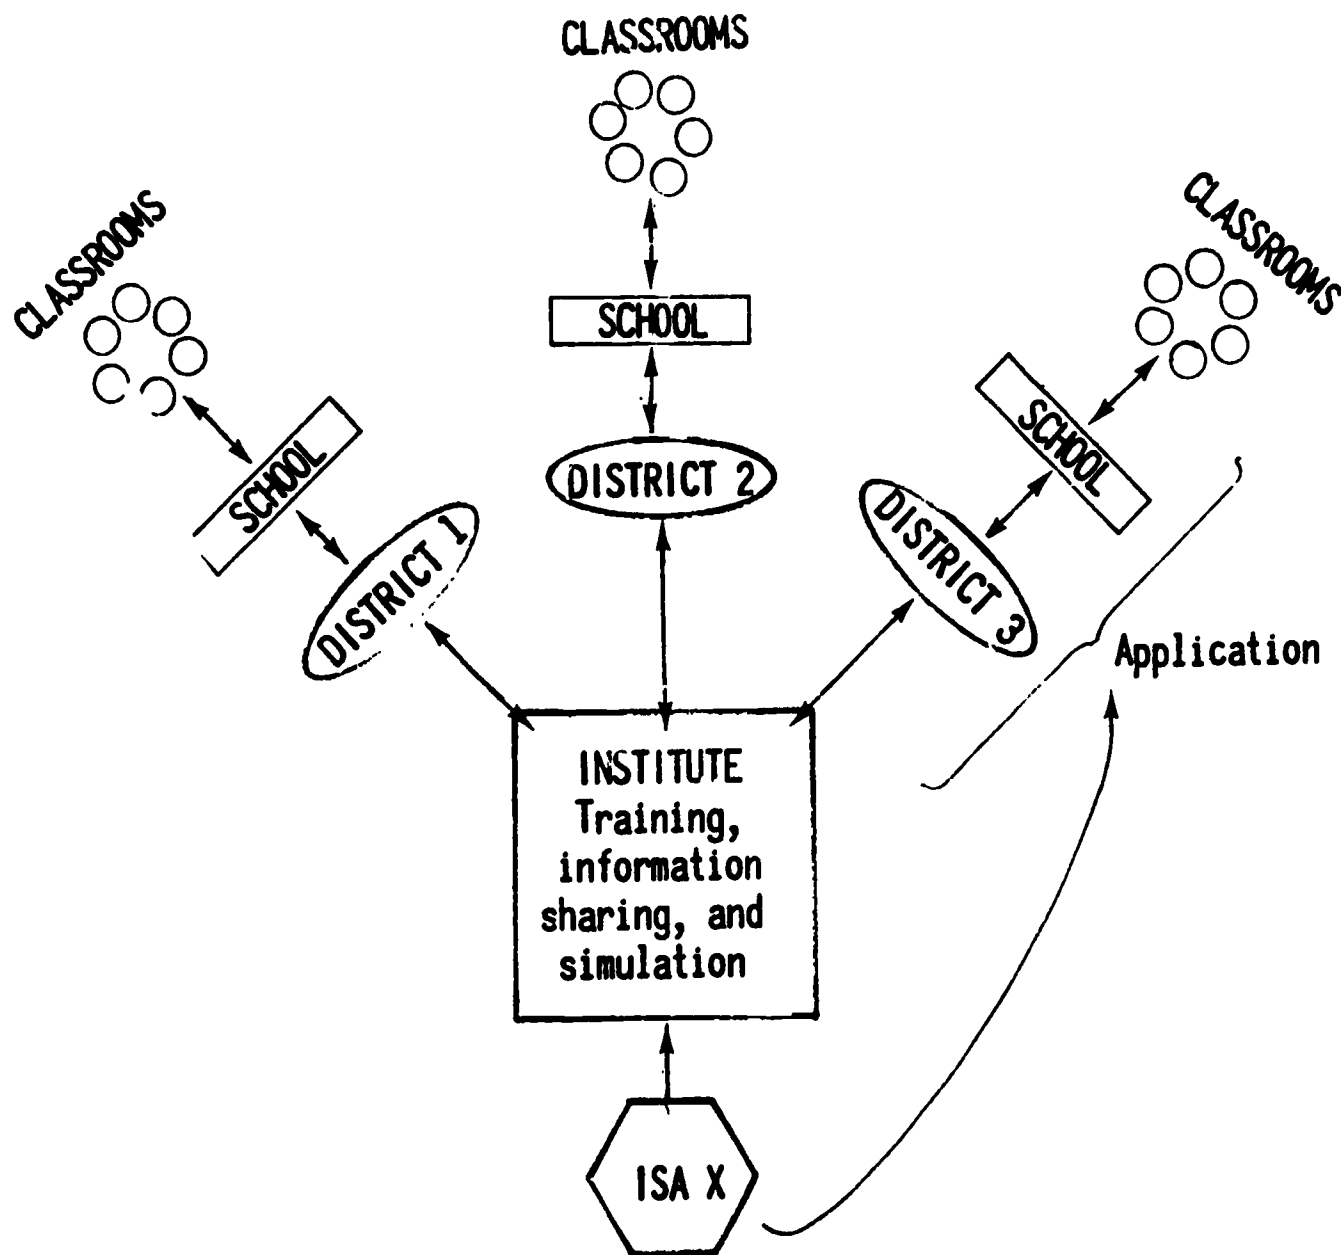 CLASSROOMS
CLASSROOMS
CLASSROOMS
SCHOOL
SCHOOL
SCHOOL
DISTRICT 2
DISTRICT 1
DISTRICT 3
Application
INSTITUTE
Training,
information
sharing, and
simulation
ISA X